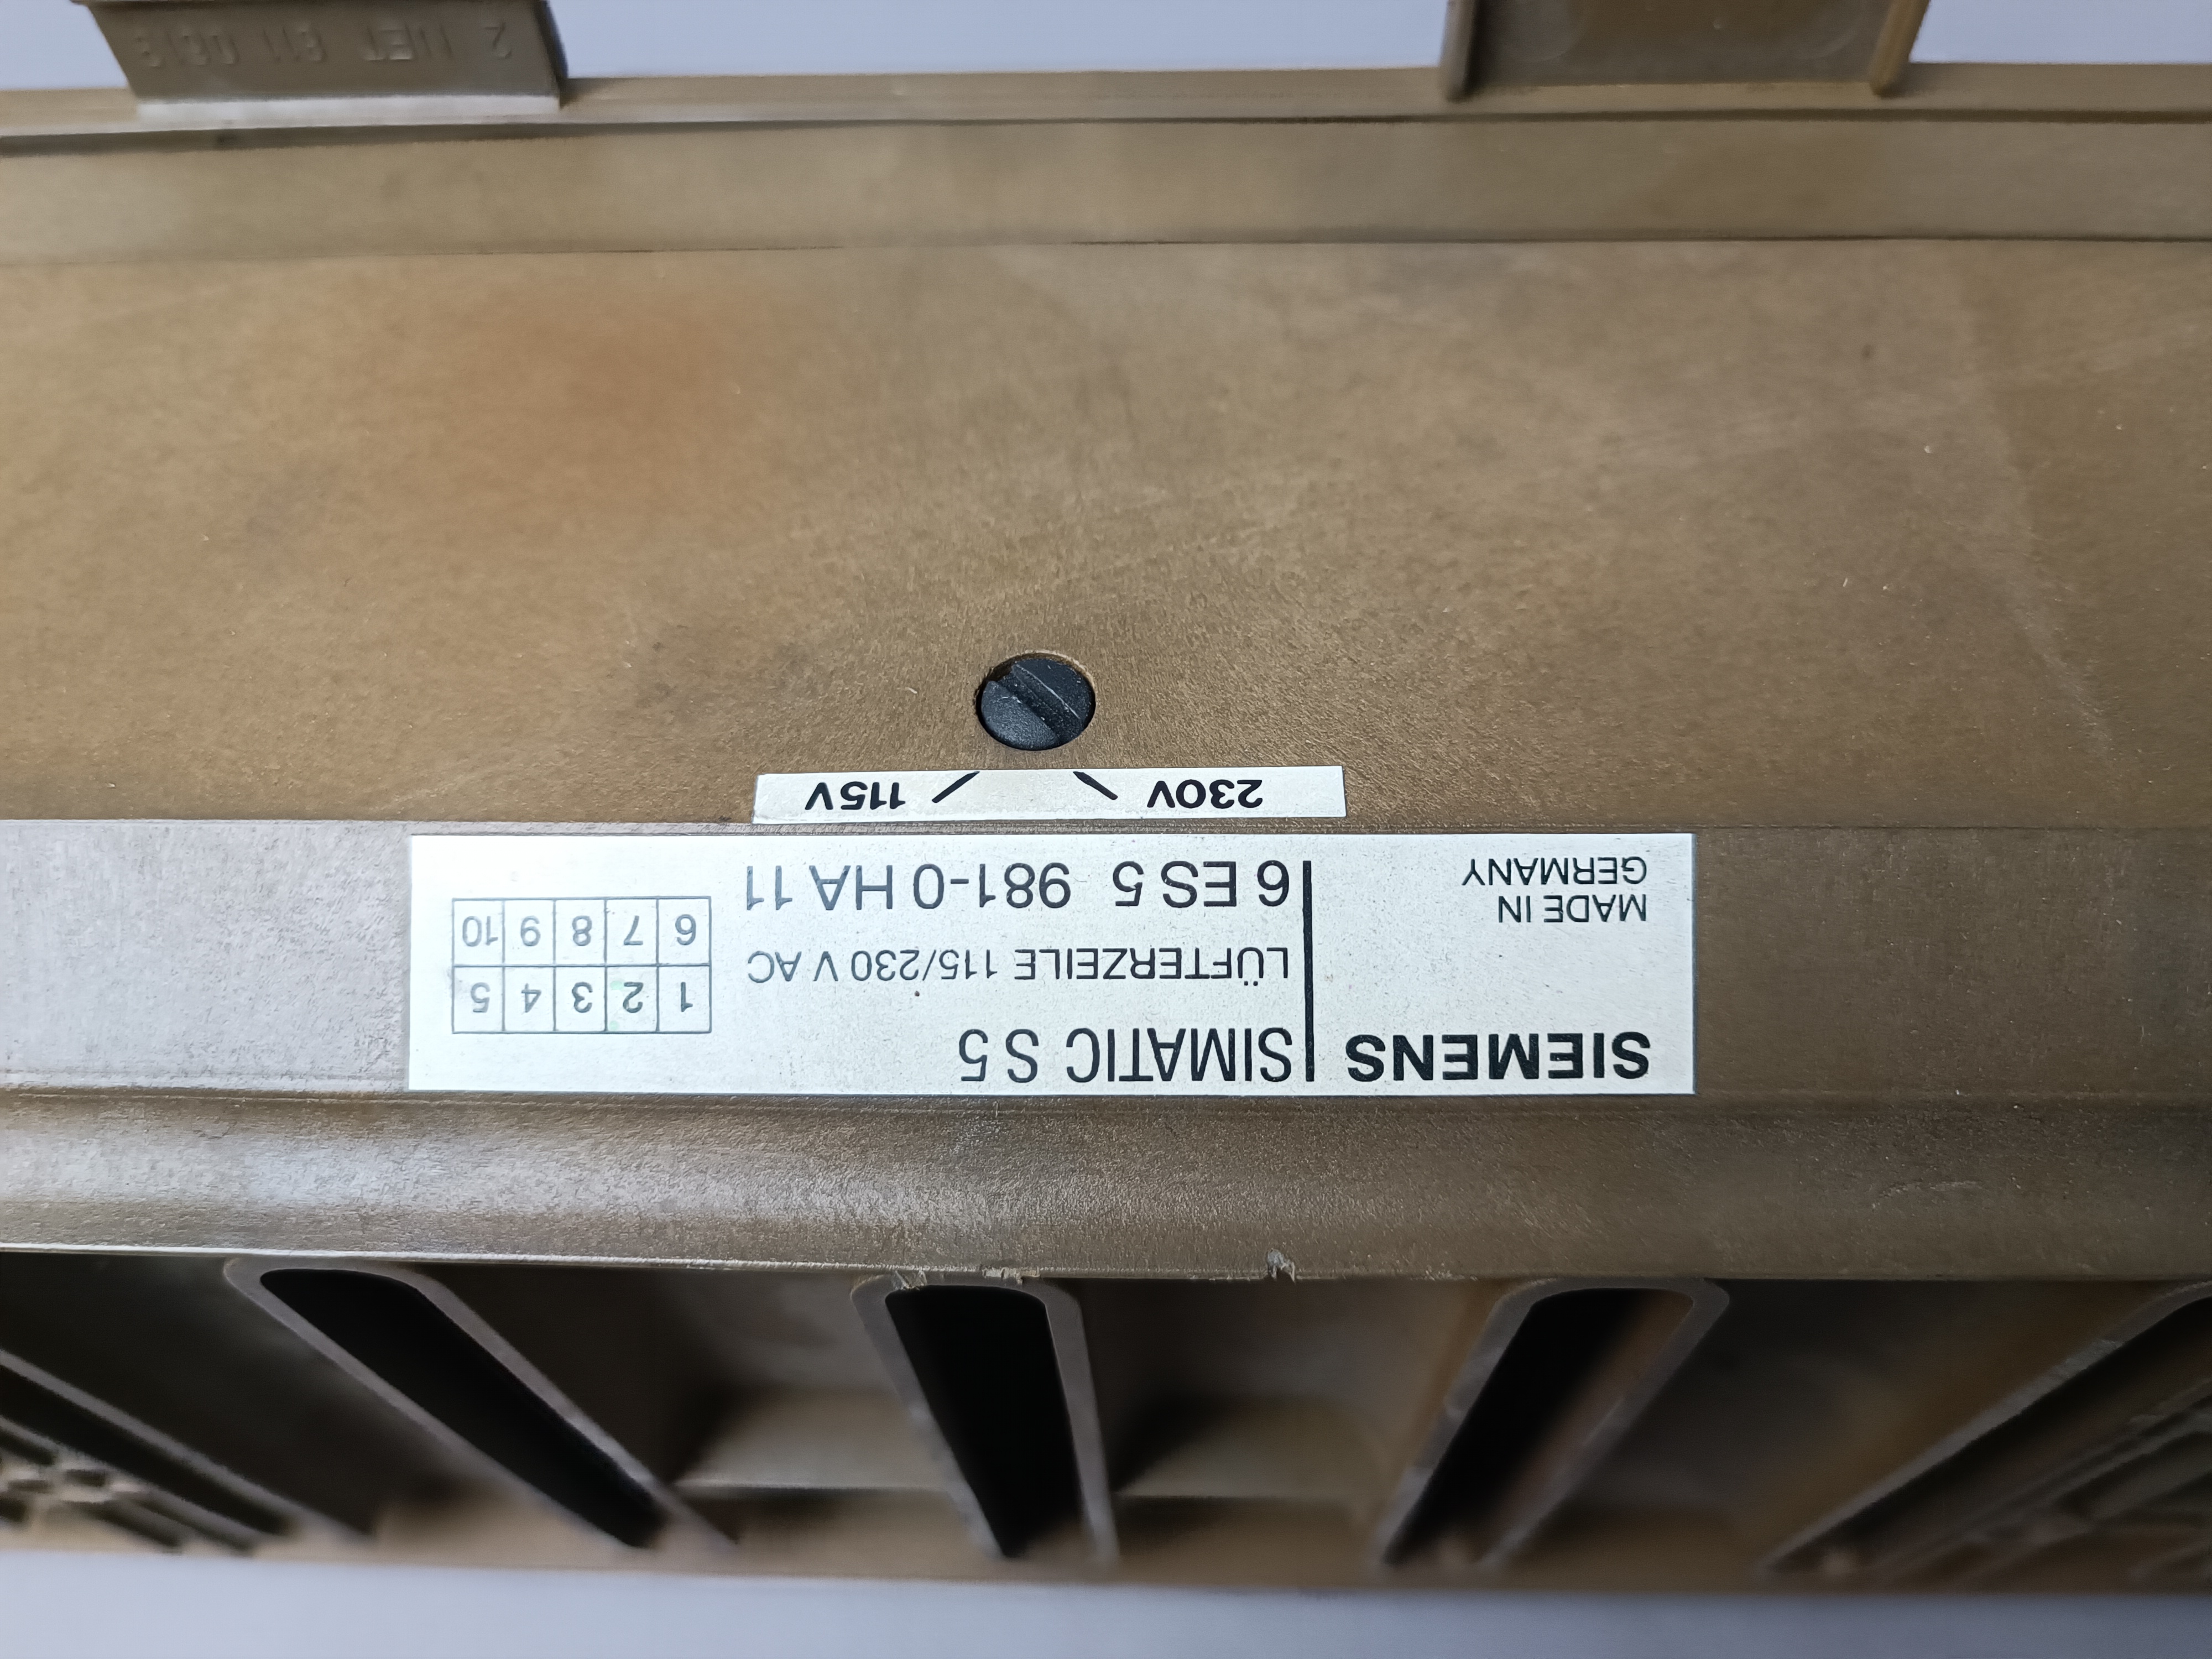 SIEMENS
MADE IN
GERMANY
SIMATIC S 5
LÜFTERZEILE 115/230 V AC
6 ES 5 981-0 HA 11
1 2 3 4 5
6 7 8 9 10
230V 115V